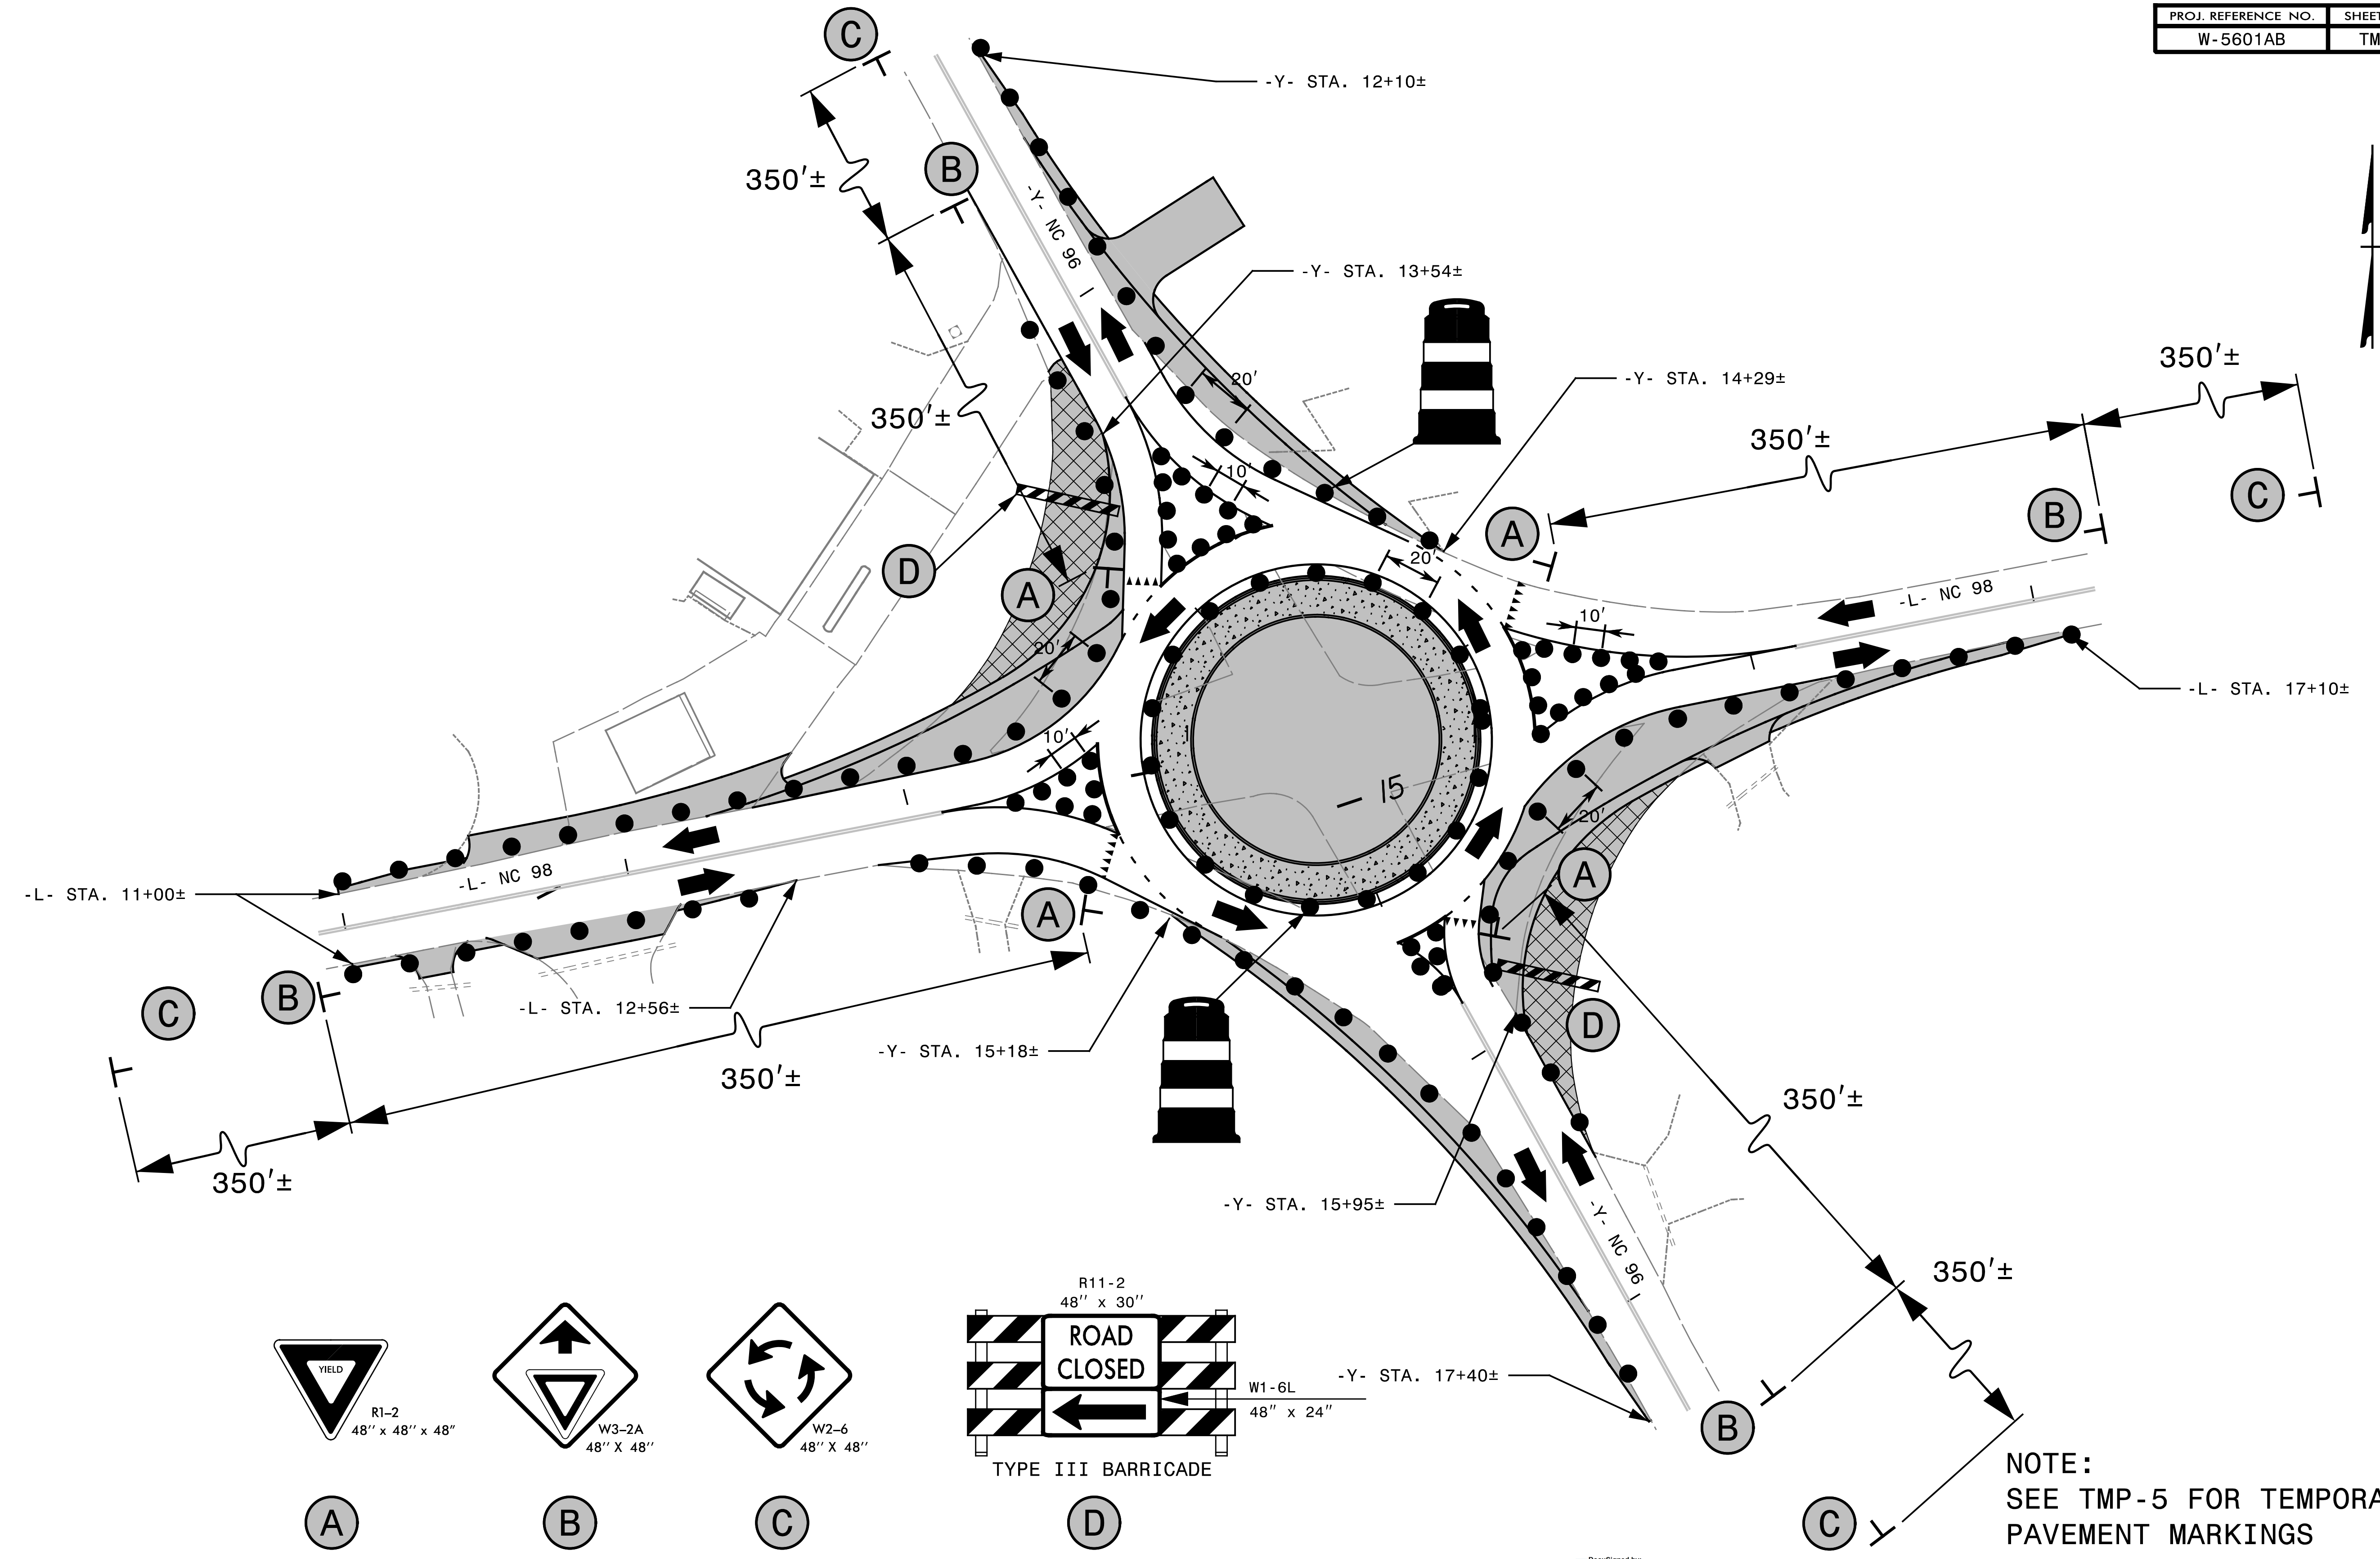 PROJ. REFERENCE NO.
SHEET
W-5601AB
TM
C
-Y- STA. 12+10±
350'±
B
-Y- NC 96
-Y- STA. 13+54±
20'
-Y- STA. 14+29±
350'±
350'±
350'±
10'
C
B
A
20'
D
A
-L- NC 98
10'
20'
-L- STA. 17+10±
10'
15
20'
-L- NC 98
-L- STA. 11+00±
A
A
B
C
-L- STA. 12+56±
D
-Y- STA. 15+18±
350'±
350'±
350'±
-Y- STA. 15+95±
-Y- NC 96
350'±
R11-2
48'' x 30''
ROAD
CLOSED
YIELD
R1-2
48'' x 48'' x 48''
W3-2A
48'' X 48''
W2-6
48'' X 48''
W1-6L
48'' x 24''
-Y- STA. 17+40±
B
TYPE III BARRICADE
NOTE:
SEE TMP-5 FOR TEMPORA
PAVEMENT MARKINGS
A
B
C
D
C